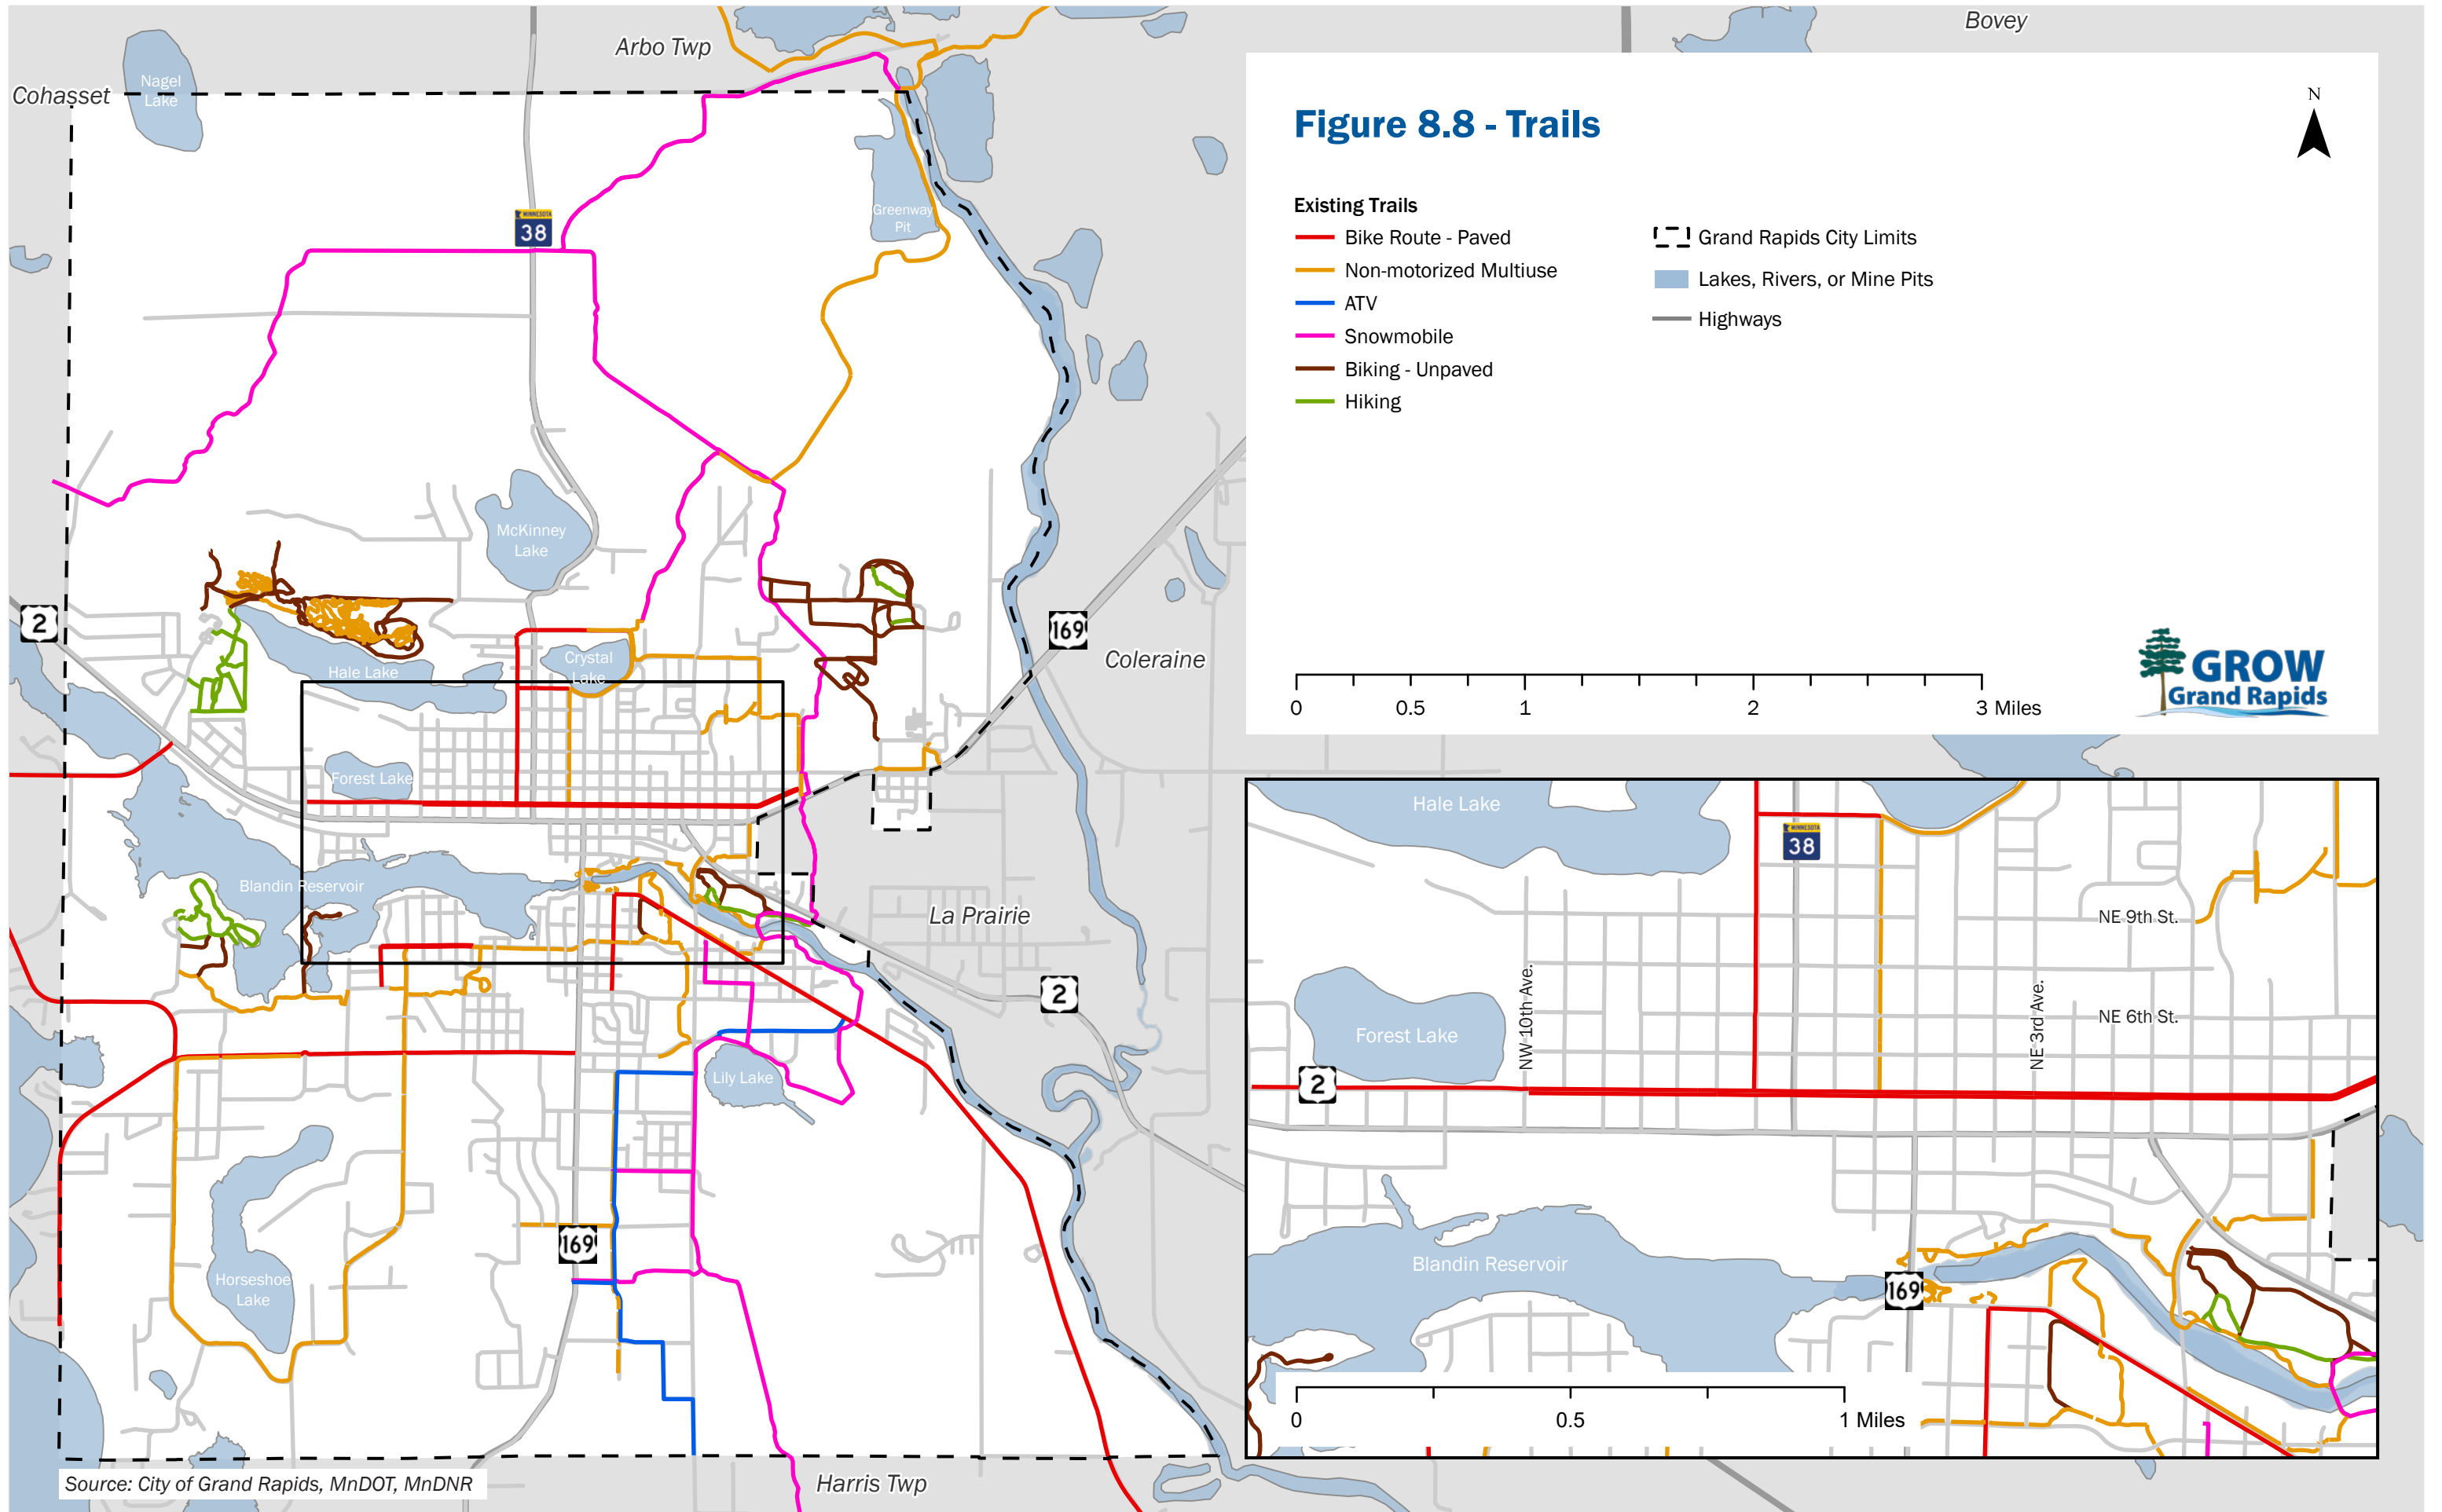 Bovey
Arbo Twp
Nagel
Lake
Cohasset
Figure 8.8 - Trails
N
Existing Trails
Bike Route - Paved
Non-motorized Multiuse
ATV
Snowmobile
Biking - Unpaved
Hiking
Grand Rapids City Limits
Lakes, Rivers, or Mine Pits
Highways
0
0.5
1
2
3 Miles
GROW
Grand Rapids
Greenway
Pit
MINNESOTA
38
McKinney
Lake
2
169
Coleraine
Crystal
Lake
Hale Lake
Forest Lake
Blandin Reservoir
La Prairie
2
Lily Lake
169
Horseshoe
Lake
Harris Twp
Source: City of Grand Rapids, MnDOT, MnDNR
Hale Lake
MINNESOTA
38
NE 9th St.
NW 10th Ave.
NE 3rd Ave.
NE 6th St.
Forest Lake
2
Blandin Reservoir
169
0
0.5
1 Miles